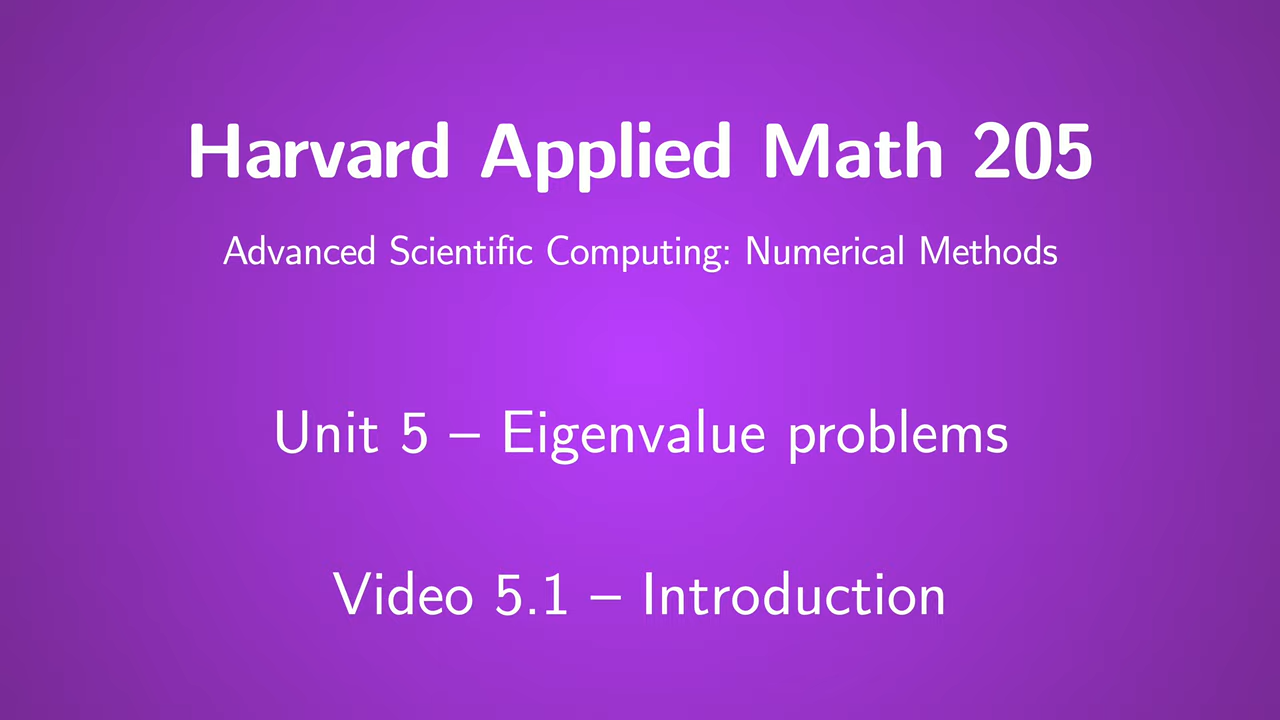 Harvard Applied Math 205
Advanced Scientific Computing: Numerical Methods
Unit 5 – Eigenvalue problems
Video 5.1 – Introduction